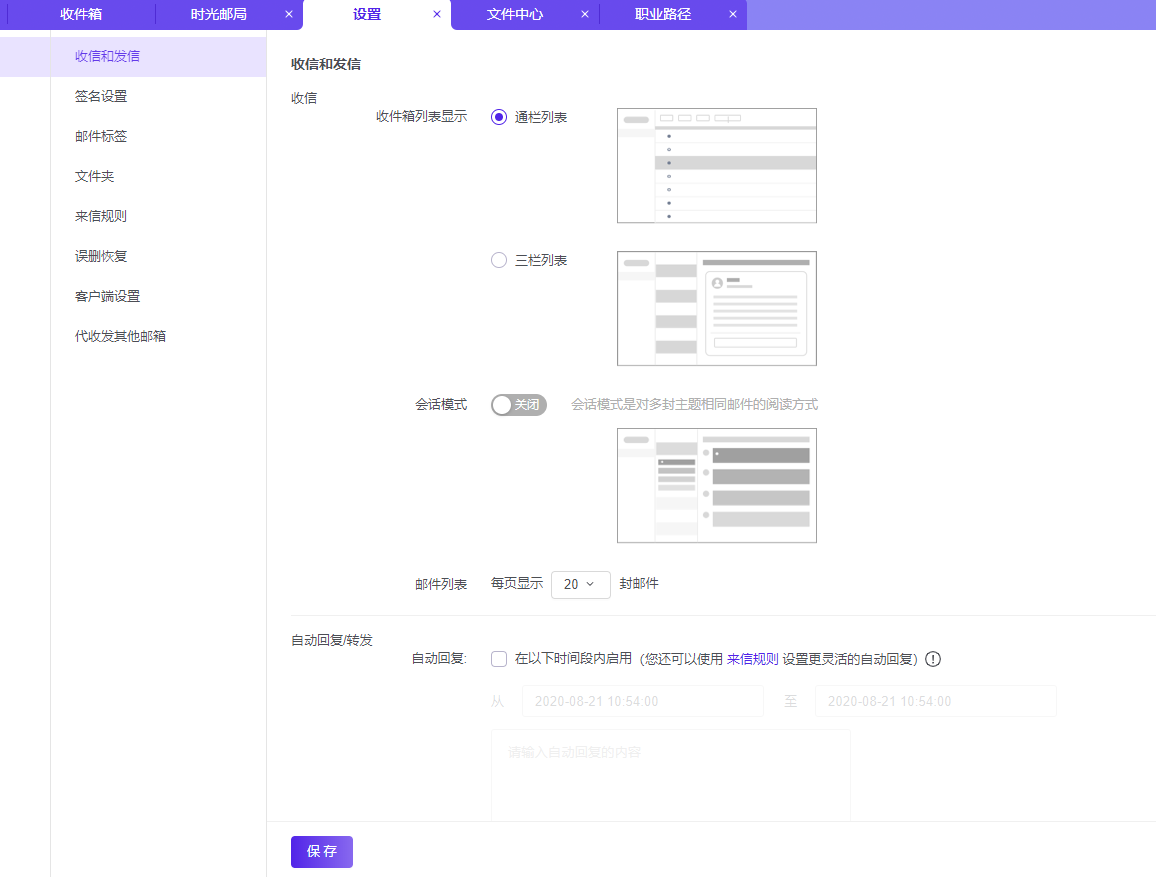 收件箱
时光邮局
设置
文件中心
职业路径
收信和发信
签名设置
邮件标签
文件夹
来信规则
误删恢复
客户端设置
代收发其他邮箱
收信和发信
收信
收件箱列表显示
通栏列表
三栏列表
会话模式
关闭
会话模式是对多封主题相同邮件的阅读方式
邮件列表
每页显示 20 封邮件
自动回复/转发
自动回复:
在以下时间段内启用（您还可以使用 来信规则 设置更灵活的自动回复）
从 2020-08-21 10:54:00 至 2020-08-21 10:54:00
请输入自动回复的内容
保 存